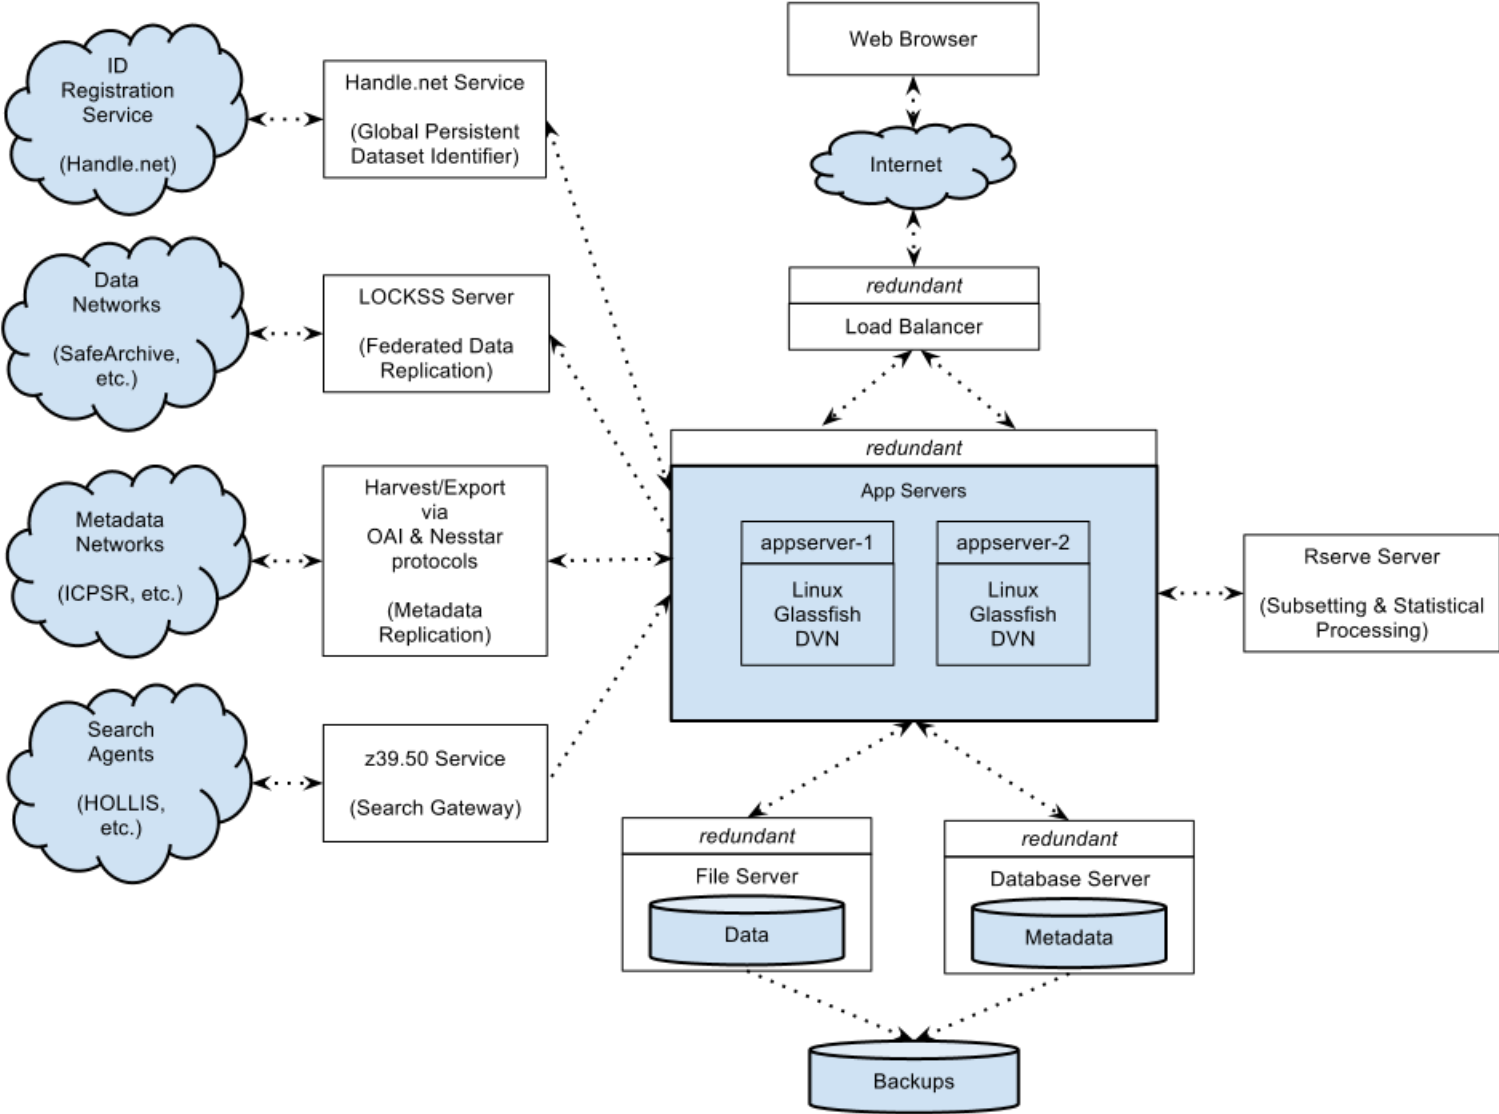 Web Browser
Internet
redundant
Load Balancer
ID
Registration
Service
(Handle.net)
Handle.net Service
(Global Persistent
Dataset Identifier)
Data
Networks
(SafeArchive,
etc.)
LOCKSS Server
(Federated Data
Replication)
Metadata
Networks
(ICPSR, etc.)
Harvest/Export
via
OAI & Nesstar
protocols
(Metadata
Replication)
Search
Agents
(HOLLIS,
etc.)
z39.50 Service
(Search Gateway)
redundant
App Servers
appserver-1
Linux
Glassfish
DVN
appserver-2
Linux
Glassfish
DVN
Rserve Server
(Subsetting & Statistical
Processing)
redundant
File Server
Data
redundant
Database Server
Metadata
Backups